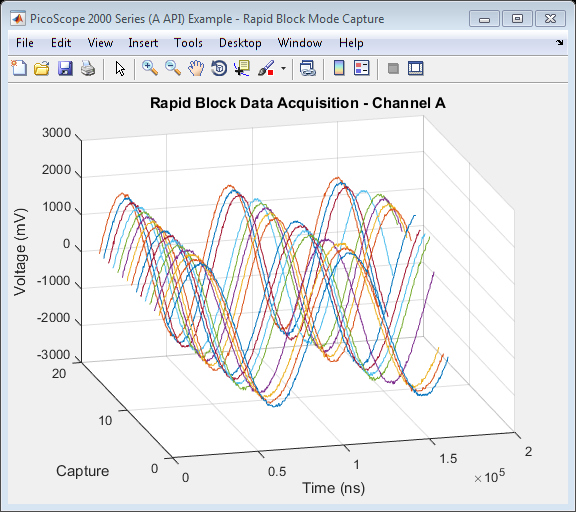 PicoScope 2000 Series (A API) Example - Rapid Block Mode Capture
File Edit View Insert Tools Desktop Window Help
Rapid Block Data Acquisition - Channel A
3000
2000
1000
0
-1000
-2000
-3000
Voltage (mV)
20
10
0
Capture
0
0.5
1
1.5
2
×10^5
Time (ns)